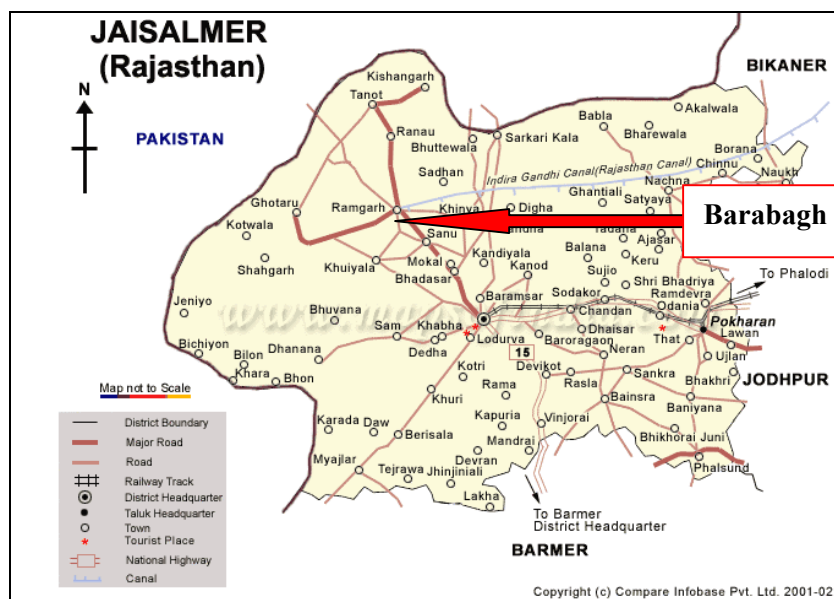 JAISALMER
(Rajasthan)
N
PAKISTAN
BIKANER
Kishangarh
Tanot
Akalwala
Ranau
Babla
Bharewala
Bhuttewala
Sarkari Kala
Borana
Sadhan
Indira Gandhi Canal(Rajasthan Canal)
Chinnu
Naukh
Nachna
Ghantiali
Ghotaru
Ramgarh
Khinya
Digha
Satyaya
Barabagh
Kotwala
Sanu
Ajasar
Shahgarh
Khuiyala
Mokal
Kandiyala
Balana
Keru
Bhadasar
Kanod
Sujio
Shri Bhadriya
To Phalodi
Jeniyo
Baramsar
Sodakor
Ramdevra
Odania
Bhuvana
Chandan
Pokharan
Sam
Khabha
Dhaisar
Lawan
Bichiyon
Dedha
Lodurva
Baroragaon
That
Dhanana
15
Neran
Ujlan
Bilon
Kotri
Devikot
Sankra
JODHPUR
Khara
Bhon
Rasla
Bhakhri
Map not to Scale
Khuri
Rama
Bainsra
Baniyana
District Boundary
Karada
Daw
Kapuria
Vinjorai
Major Road
Berisala
Mandrai
Bhikhorai Juni
Road
Myajlar
Devran
Phalsund
Railway Track
Tejrawa
Jhinjiniali
District Headquarter
Lakha
Taluk Headquarter
To Barmer
District Headquarter
Town
Tourist Place
BARMER
National Highway
Canal
Copyright (c) Compare Infobase Pvt. Ltd. 2001-02